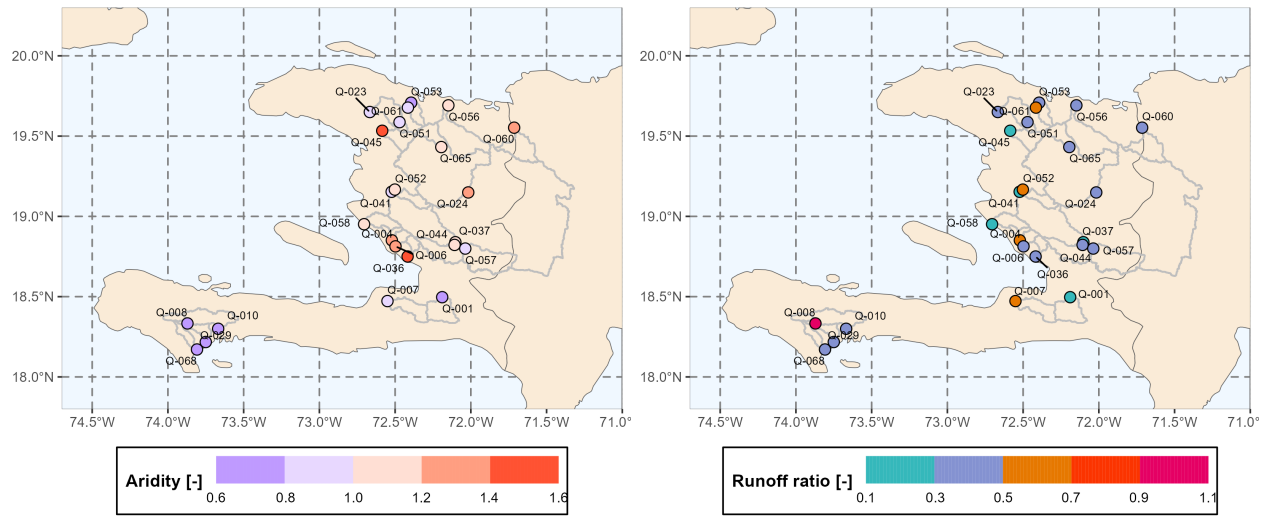 20.0°N
Q-023
Q-053
Q-061
Q-056
19.5°N
Q-051
Q-060
Q-045
Q-065
Q-052
Q-041
Q-024
19.0°N
Q-058
Q-004
Q-044
Q-037
Q-006
Q-057
Q-036
18.5°N
Q-007
Q-001
Q-008
Q-010
Q-029
Q-068
18.0°N
74.5°W 74.0°W 73.5°W 73.0°W 72.5°W 72.0°W 71.5°W 71.0°
Aridity [-]
0.6 0.8 1.0 1.2 1.4 1.6
20.0°N
Q-023
Q-053
Q-061
Q-056
19.5°N
Q-051
Q-060
Q-045
Q-065
Q-052
Q-041
Q-024
19.0°N
Q-058
Q-004
Q-037
Q-006
Q-044
Q-057
Q-036
18.5°N
Q-007
Q-001
Q-008
Q-010
Q-029
Q-068
18.0°N
74.5°W 74.0°W 73.5°W 73.0°W 72.5°W 72.0°W 71.5°W 71.0°
Runoff ratio [-]
0.1 0.3 0.5 0.7 0.9 1.1